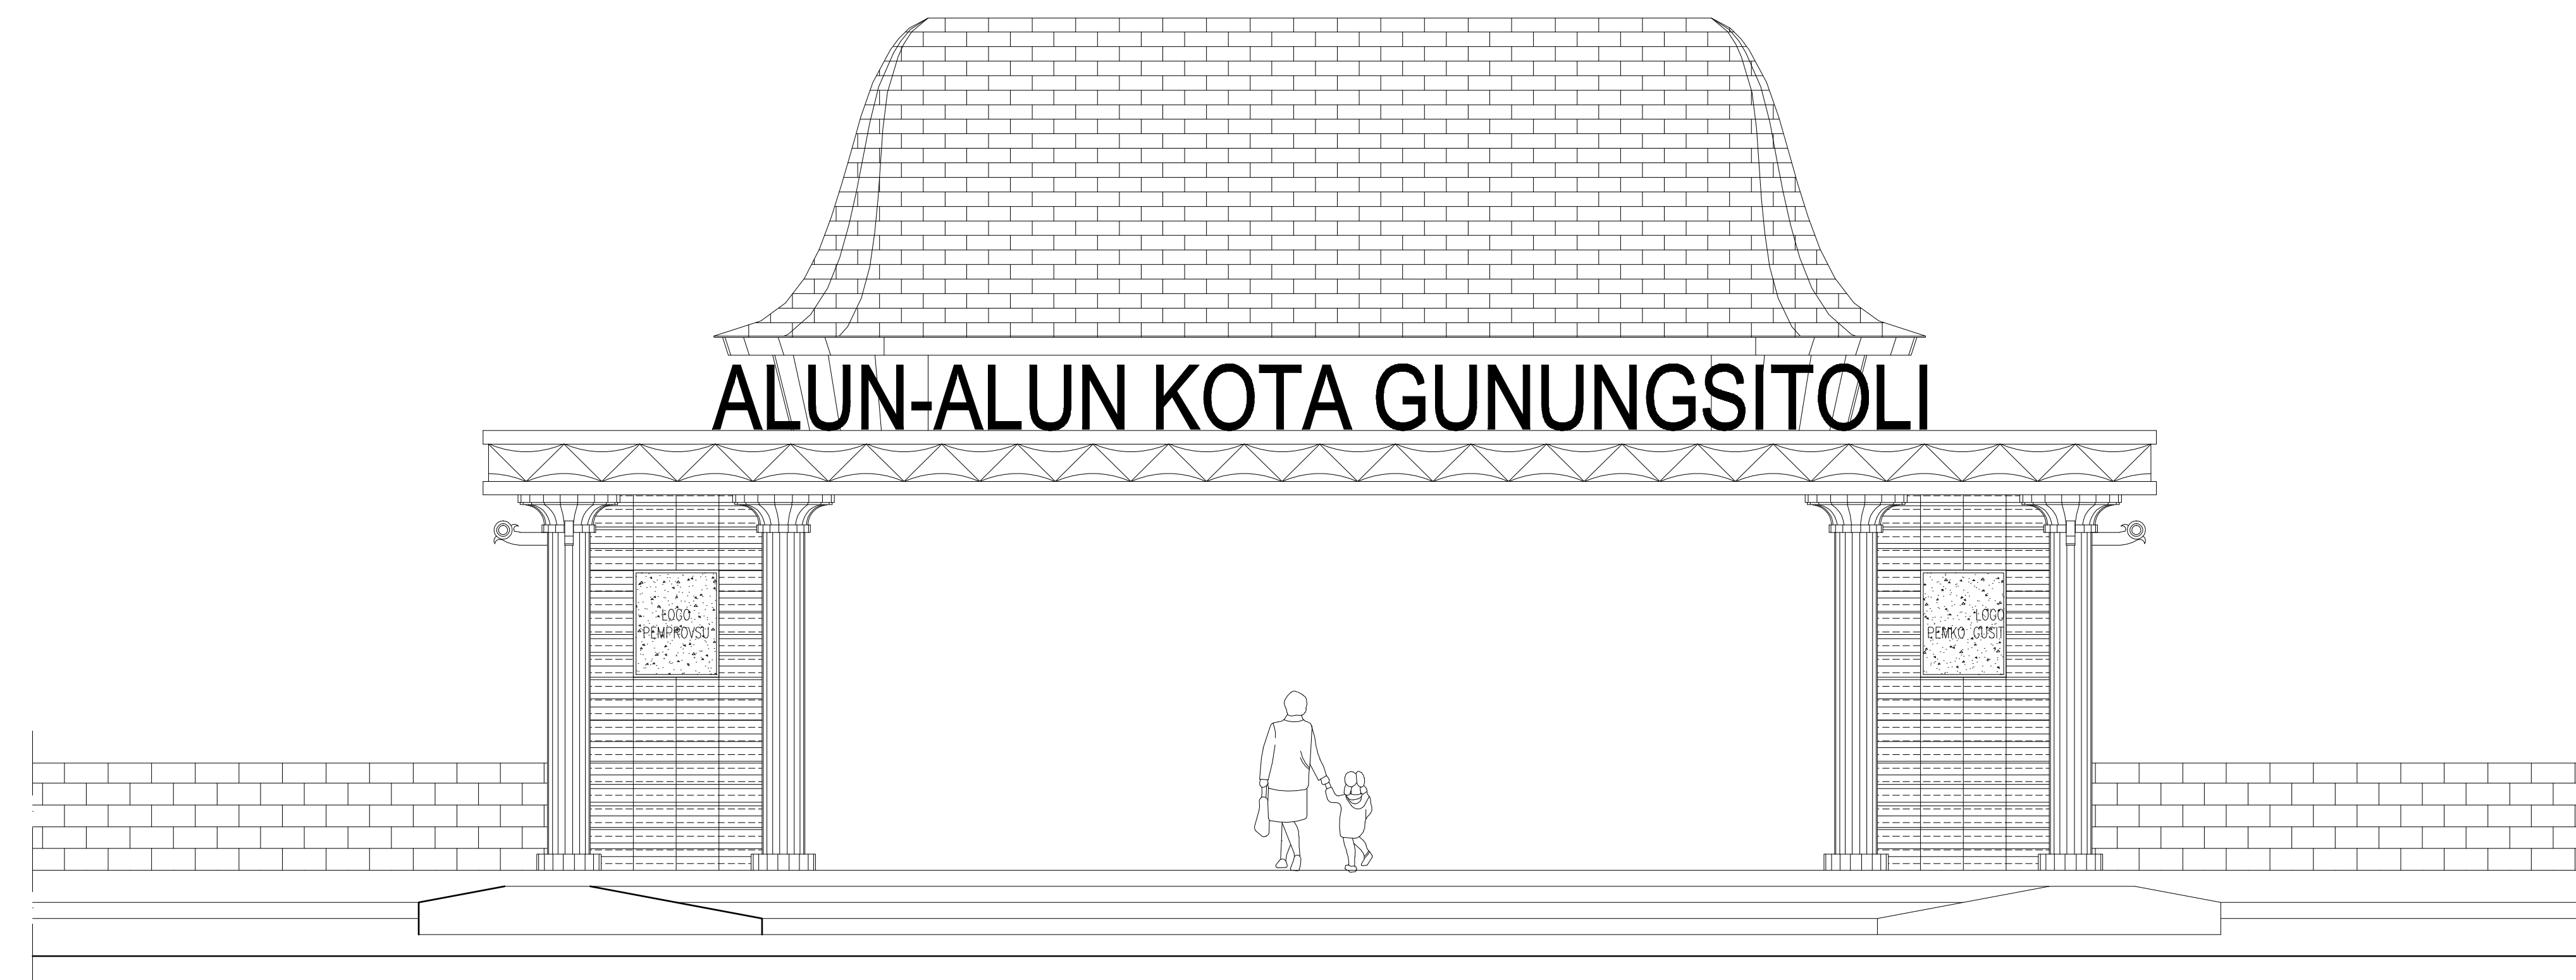 ALUN-ALUN KOTA GUNUNGSITOLI
LOGO
PEMPROVSU
LOGO
PEMKO GUSIT